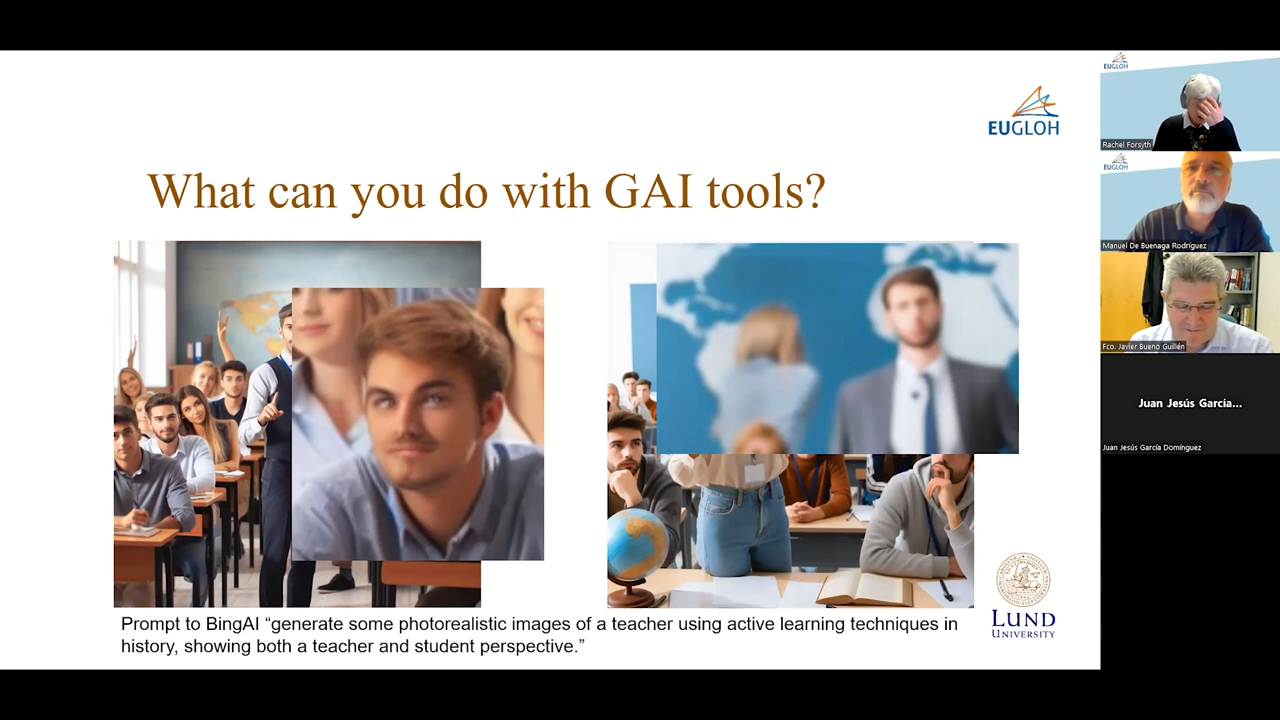 EUGLOH
What can you do with GAI tools?
Prompt to BingAI “generate some photorealistic images of a teacher using active learning techniques in
history, showing both a teacher and student perspective.”
LUND
UNIVERSITY
EUGLOH
Rachel Forsyth
EUGLOH
Manuel De Buenaga Rodríguez
Fco. Javier Bueno Guillén
Juan Jesús Garcia...
Juan Jesús García Domínguez